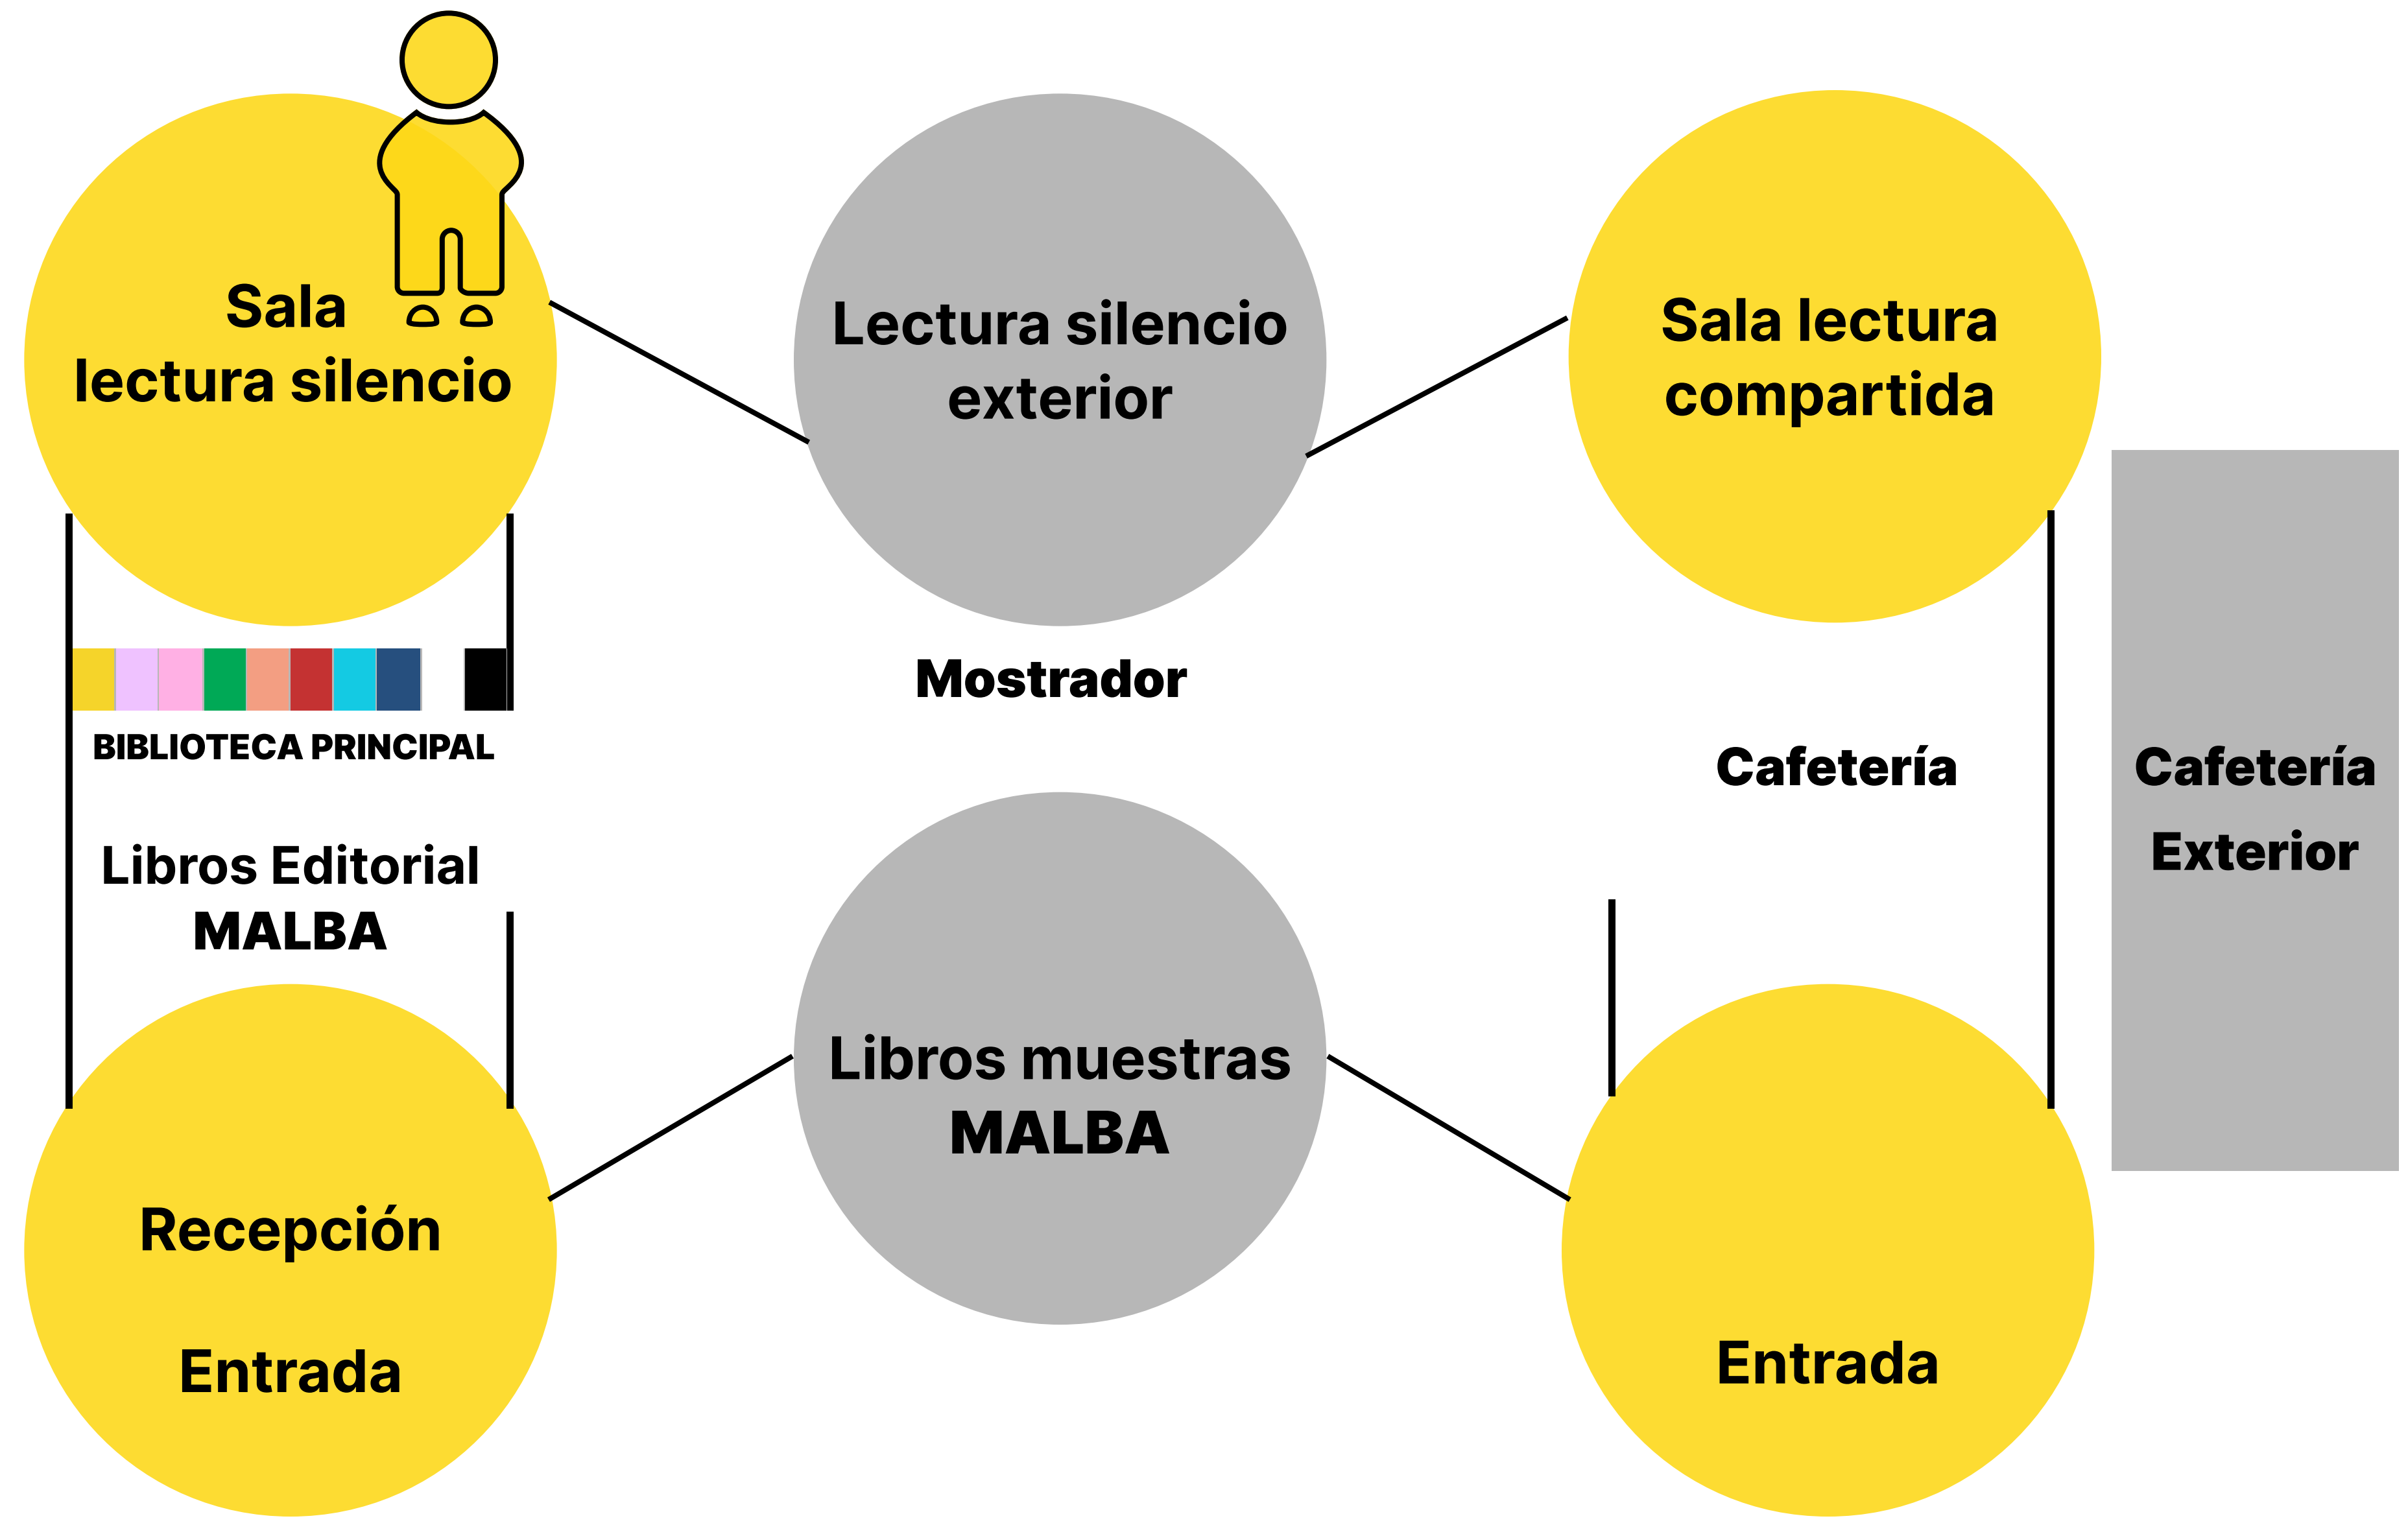 Sala
lectura silencio
Lectura silencio
exterior
Sala lectura
compartida
Mostrador
BIBLIOTECA PRINCIPAL
Cafetería
Cafetería
Exterior
Libros Editorial
MALBA
Libros muestras
MALBA
Recepción
Entrada
Entrada